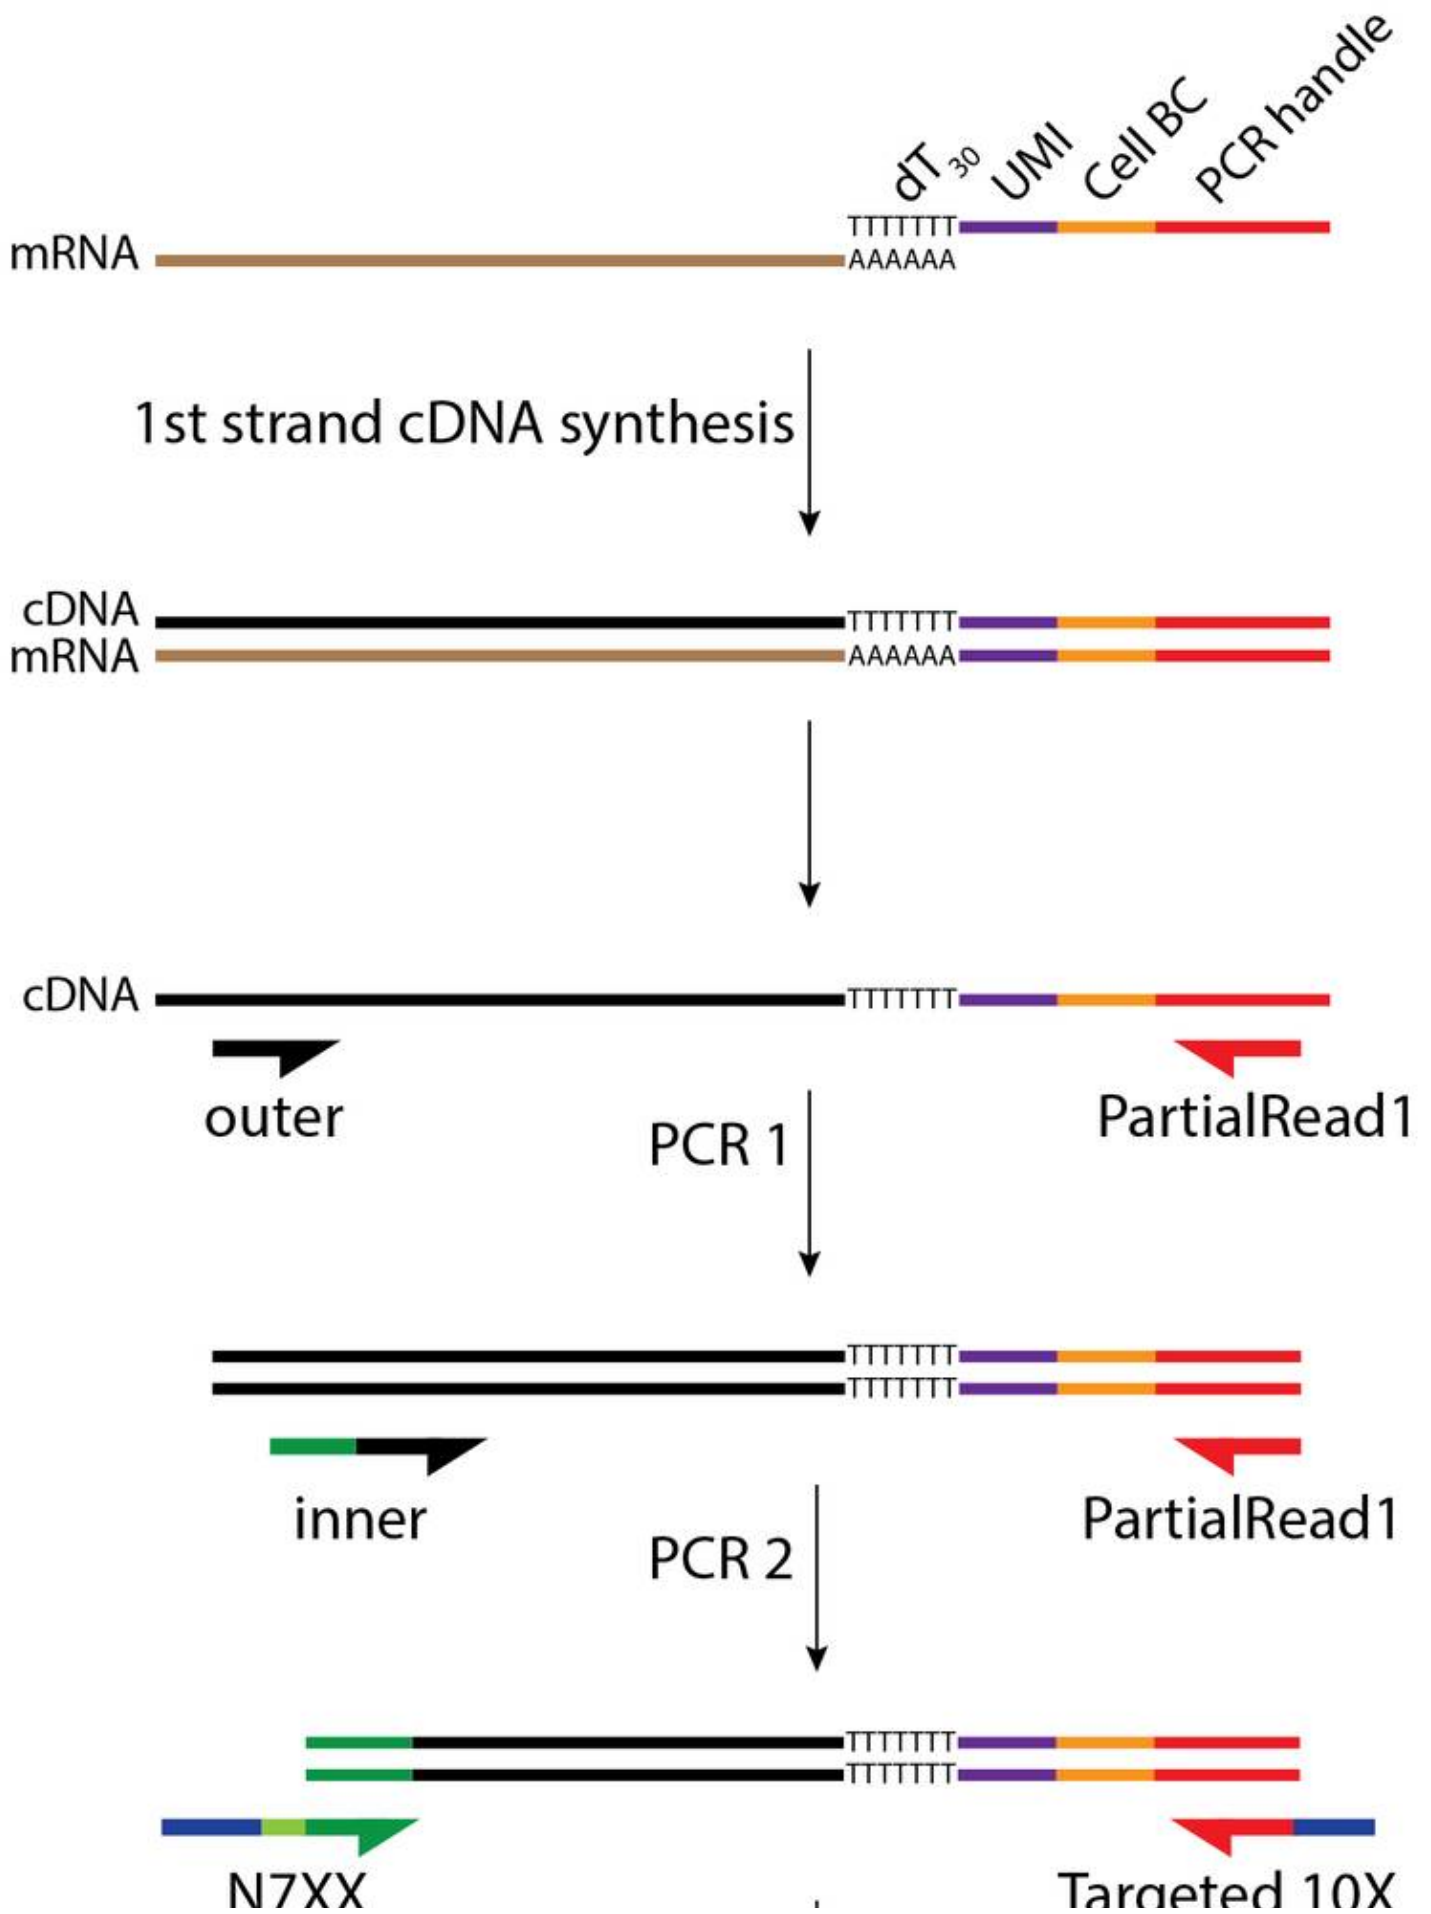 dT30 UMI Cell BC PCR handle
TTTTTTT
mRNA AAAAAA
1st strand cDNA synthesis
cDNA TTTTTTT
mRNA AAAAAA
cDNA TTTTTTT
outer PartialRead1
PCR 1
TTTTTTT
TTTTTTT
inner PartialRead1
PCR 2
TTTTTTT
TTTTTTT
N7XX Targeted 10X